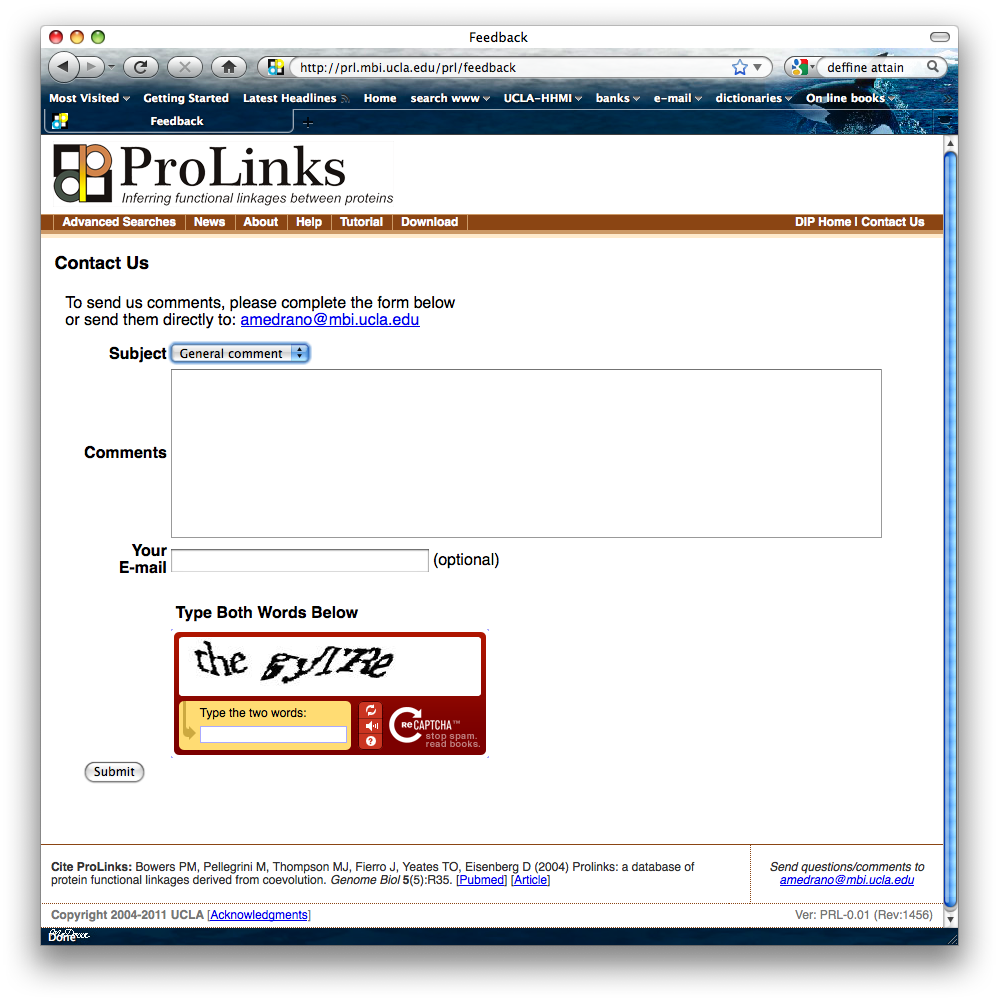 Feedback
http://prl.mbi.ucla.edu/prl/feedback
deffine attain
Most Visited Getting Started Latest Headlines Home search www UCLA-HHMI banks e-mail dictionaries On line books
Feedback
ProLinks
Inferring functional linkages between proteins
Advanced Searches News About Help Tutorial Download DIP Home | Contact Us
Contact Us
To send us comments, please complete the form below
or send them directly to: amedrano@mbi.ucla.edu
Subject General comment
Comments
Your
E-mail (optional)
Type Both Words Below
Type the two words:
reCAPTCHA™
stop spam.
read books.
Submit
Cite ProLinks: Bowers PM, Pellegrini M, Thompson MJ, Fierro J, Yeates TO, Eisenberg D (2004) Prolinks: a database of
protein functional linkages derived from coevolution. Genome Biol 5(5):R35. [Pubmed] [Article]
Send questions/comments to
amedrano@mbi.ucla.edu
Copyright 2004-2011 UCLA [Acknowledgments] Ver: PRL-0.01 (Rev:1456)
Done